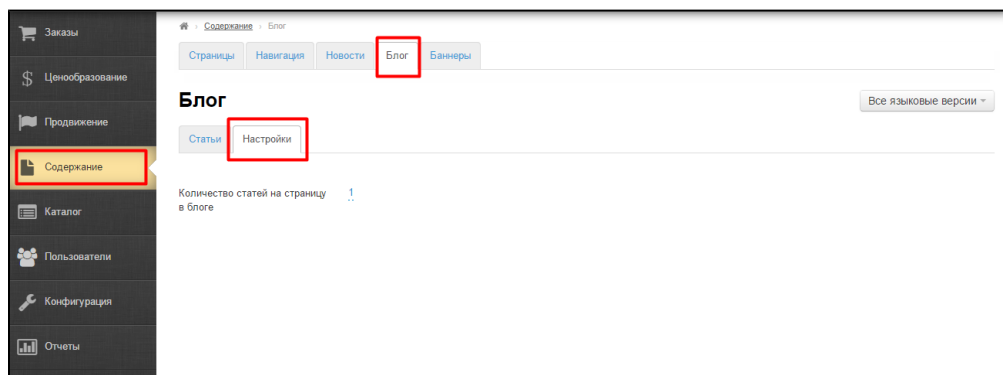 Заказы
Ценообразование
Продвижение
Содержание
Каталог
Пользователи
Конфигурация
Отчеты
Содержание › Блог
Страницы Навигация Новости Блог Баннеры
Блог
Все языковые версии
Статьи Настройки
Количество статей на страницу 1
в блоге